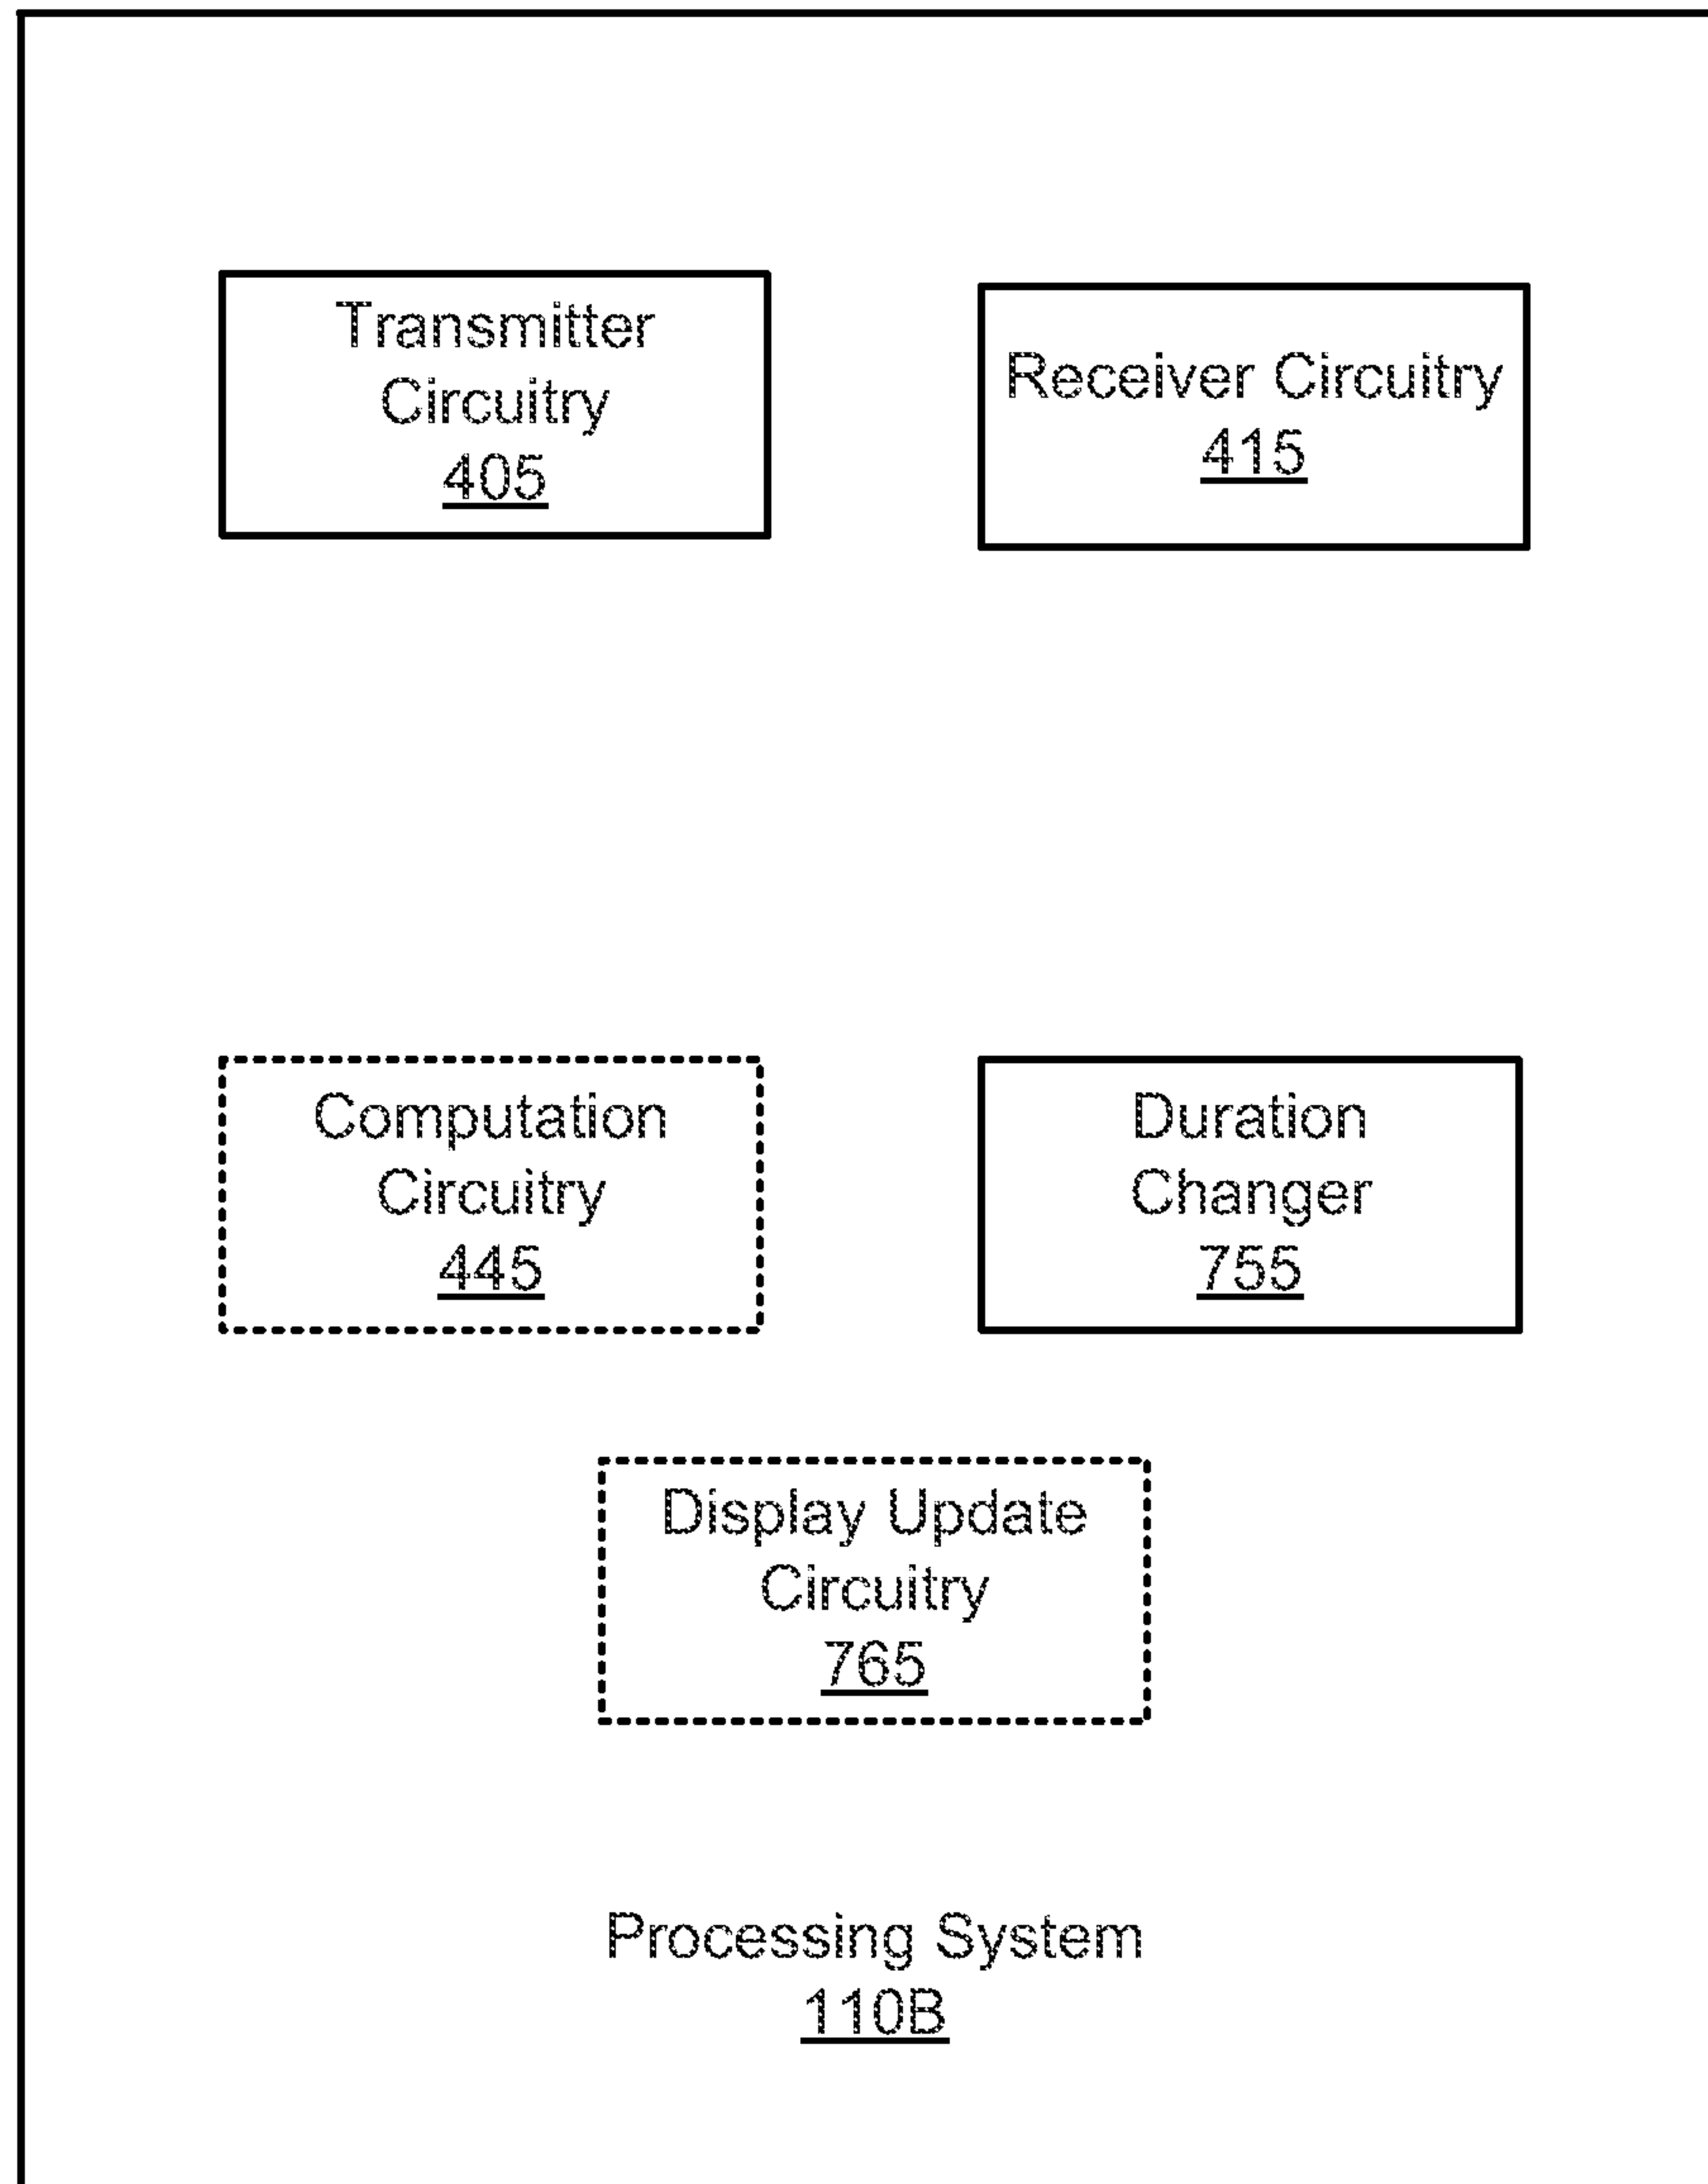 Transmitter
Circuitry
405
Receiver Circuitry
415
Computation
Circuitry
445
Duration
Changer
755
Display Update
Circuitry
765
Processing System
110B